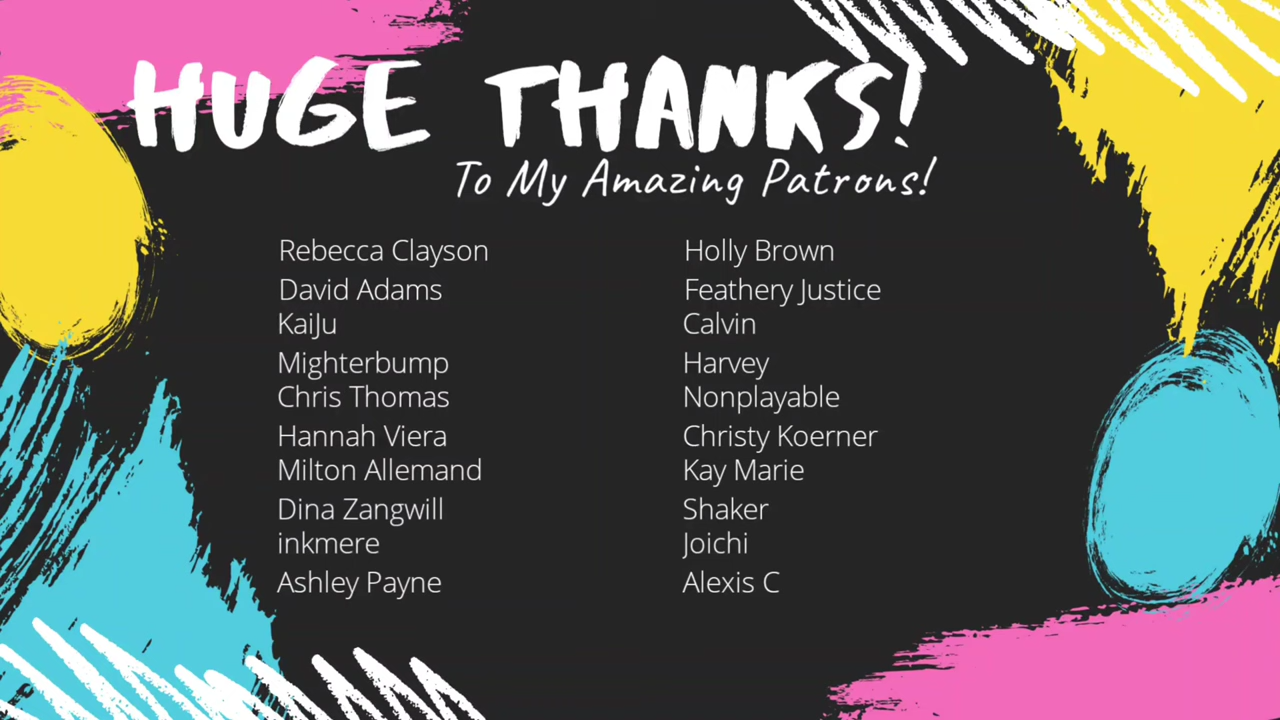 HUGE THANKS!
To My Amazing Patrons!
Rebecca Clayson
David Adams
KaiJu
Mighterbump
Chris Thomas
Hannah Viera
Milton Allemand
Dina Zangwill
inkmere
Ashley Payne
Holly Brown
Feathery Justice
Calvin
Harvey
Nonplayable
Christy Koerner
Kay Marie
Shaker
Joichi
Alexis C